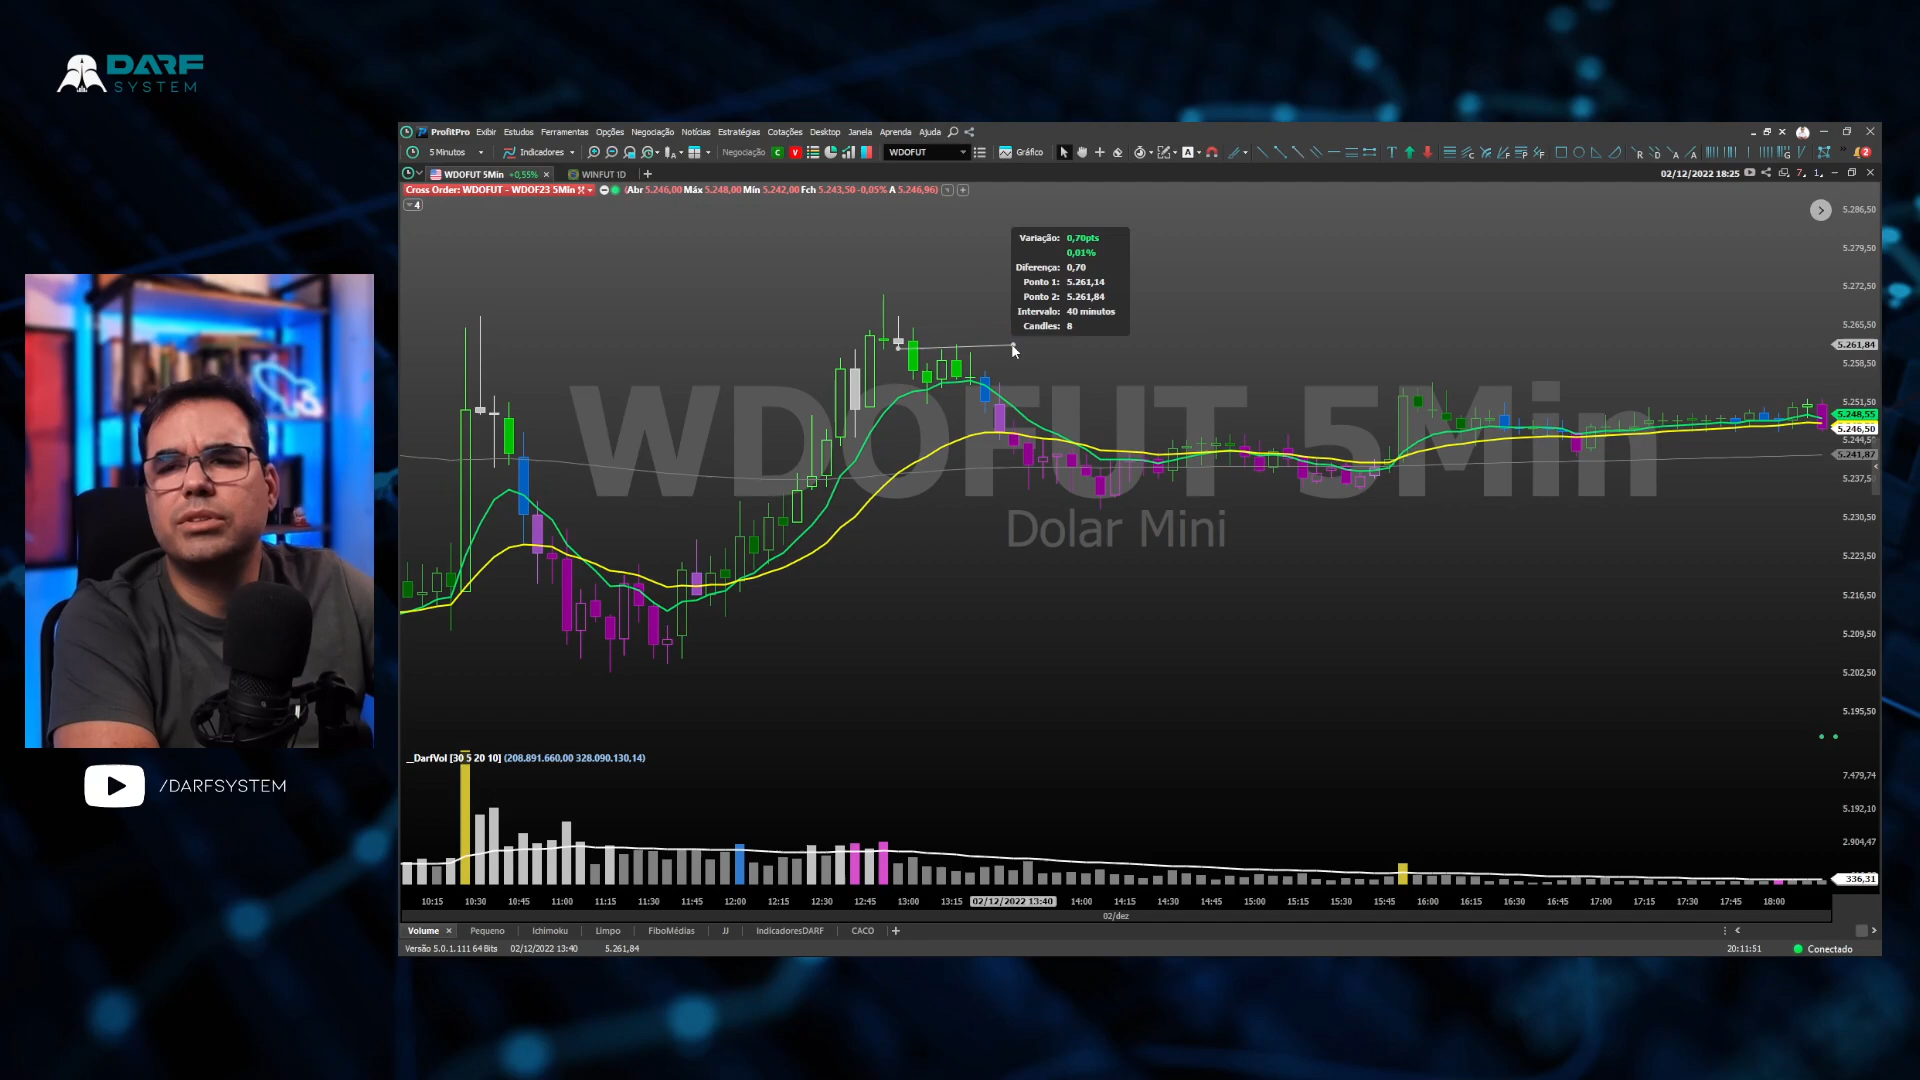 DARF
SYSTEM
ProfitPro Exibir Estudos Ferramentas Opções Negociação Notícias Estratégias Cotações Desktop Janela Aprenda Ajuda
5 Minutos Indicadores Negociação C V WDOFUT Gráfico
WDOFUT 5Min +0,55% WINFUT 1D 02/12/2022 18:25
Cross Order: WDOFUT - WDOF23 5Min (Abr 5.246,00 Máx 5.248,00 Mín 5.242,00 Fch 5.243,50 -0,05% A 5.246,96)
4
Variação: 0,70pts
0,01%
Diferença: 0,70
Ponto 1: 5.261,14
Ponto 2: 5.261,84
Intervalo: 40 minutos
Candles: 8
WDOFUT 5Min
Dolar Mini
5.286,50
5.279,50
5.272,50
5.265,50
5.261,84
5.258,50
5.251,50
5.248,55
5.246,50
5.244,50
5.241,87
5.237,5
5.230,50
5.223,50
5.216,50
5.209,50
5.202,50
5.195,50
__DarfVol [30 5 20 10] (208.891.660,00 328.090.130,14)
7.479,74
5.192,10
2.904,47
336,31
10:15 10:30 10:45 11:00 11:15 11:30 11:45 12:00 12:15 12:30 12:45 13:00 13:15 02/12/2022 13:40 14:00 14:15 14:30 14:45 15:00 15:15 15:30 15:45 16:00 16:15 16:30 16:45 17:00 17:15 17:30 17:45 18:00
02/dez
Volume Pequeno Ichimoku Limpo FiboMédias JJ IndicadoresDARF CACO
Versão 5.0.1.111 64 Bits 02/12/2022 13:40 5.261,84 20:11:51 Conectado
/DARFSYSTEM